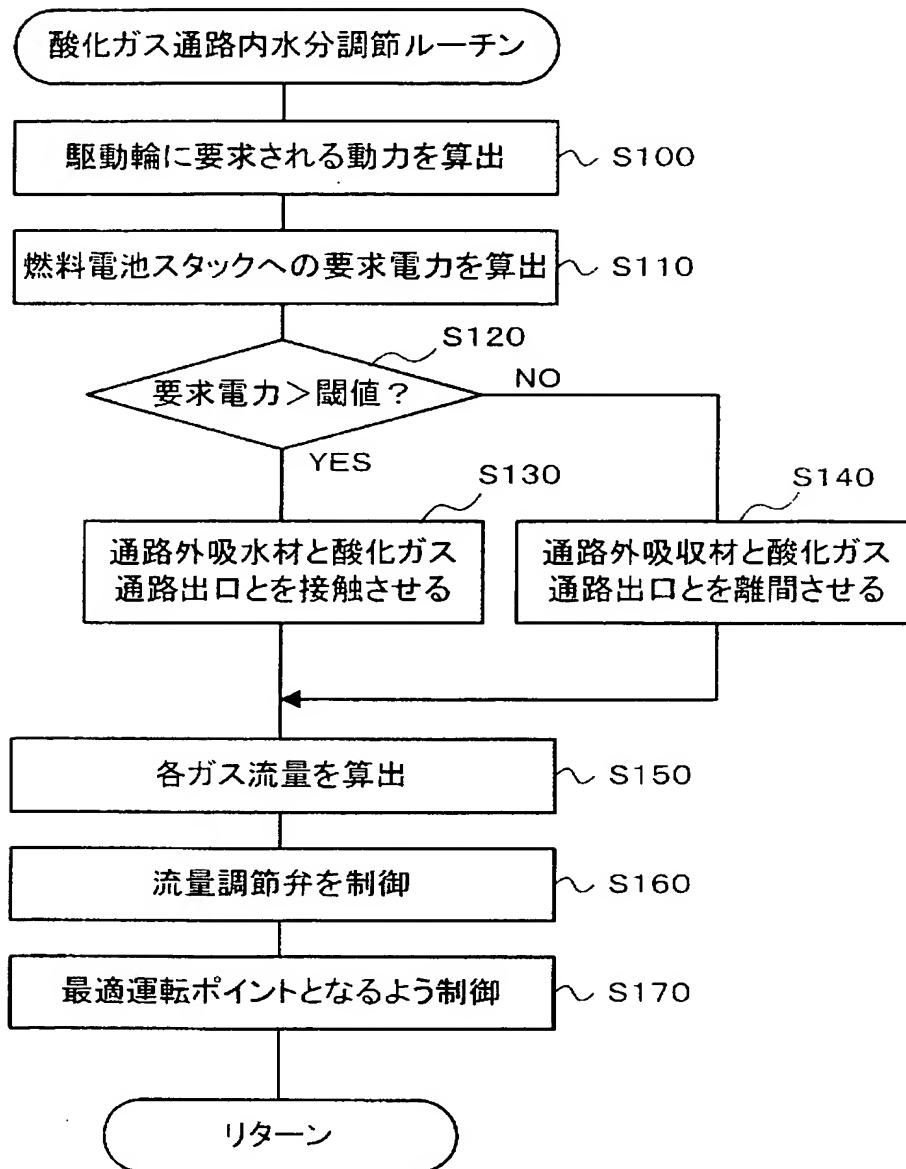 酸化ガス通路内水分調節ルーチン
駆動輪に要求される動力を算出
S100
燃料電池スタックへの要求電力を算出
S110
S120
要求電力＞閾値？
NO
YES
S130
通路外吸水材と酸化ガス
通路出口とを接触させる
S140
通路外吸収材と酸化ガス
通路出口とを離間させる
各ガス流量を算出
S150
流量調節弁を制御
S160
最適運転ポイントとなるよう制御
S170
リターン